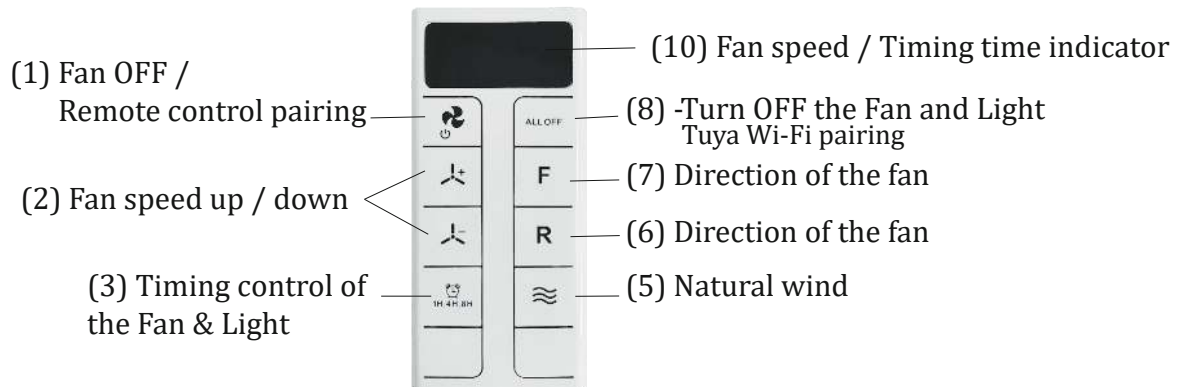 (10) Fan speed / Timing time indicator
(1) Fan OFF /
Remote control pairing
ALL OFF
(8) -Turn OFF the Fan and Light
Tuya Wi-Fi pairing
F
(7) Direction of the fan
(2) Fan speed up / down
R
(6) Direction of the fan
(3) Timing control of
the Fan & Light
1H.4H.8H
(5) Natural wind